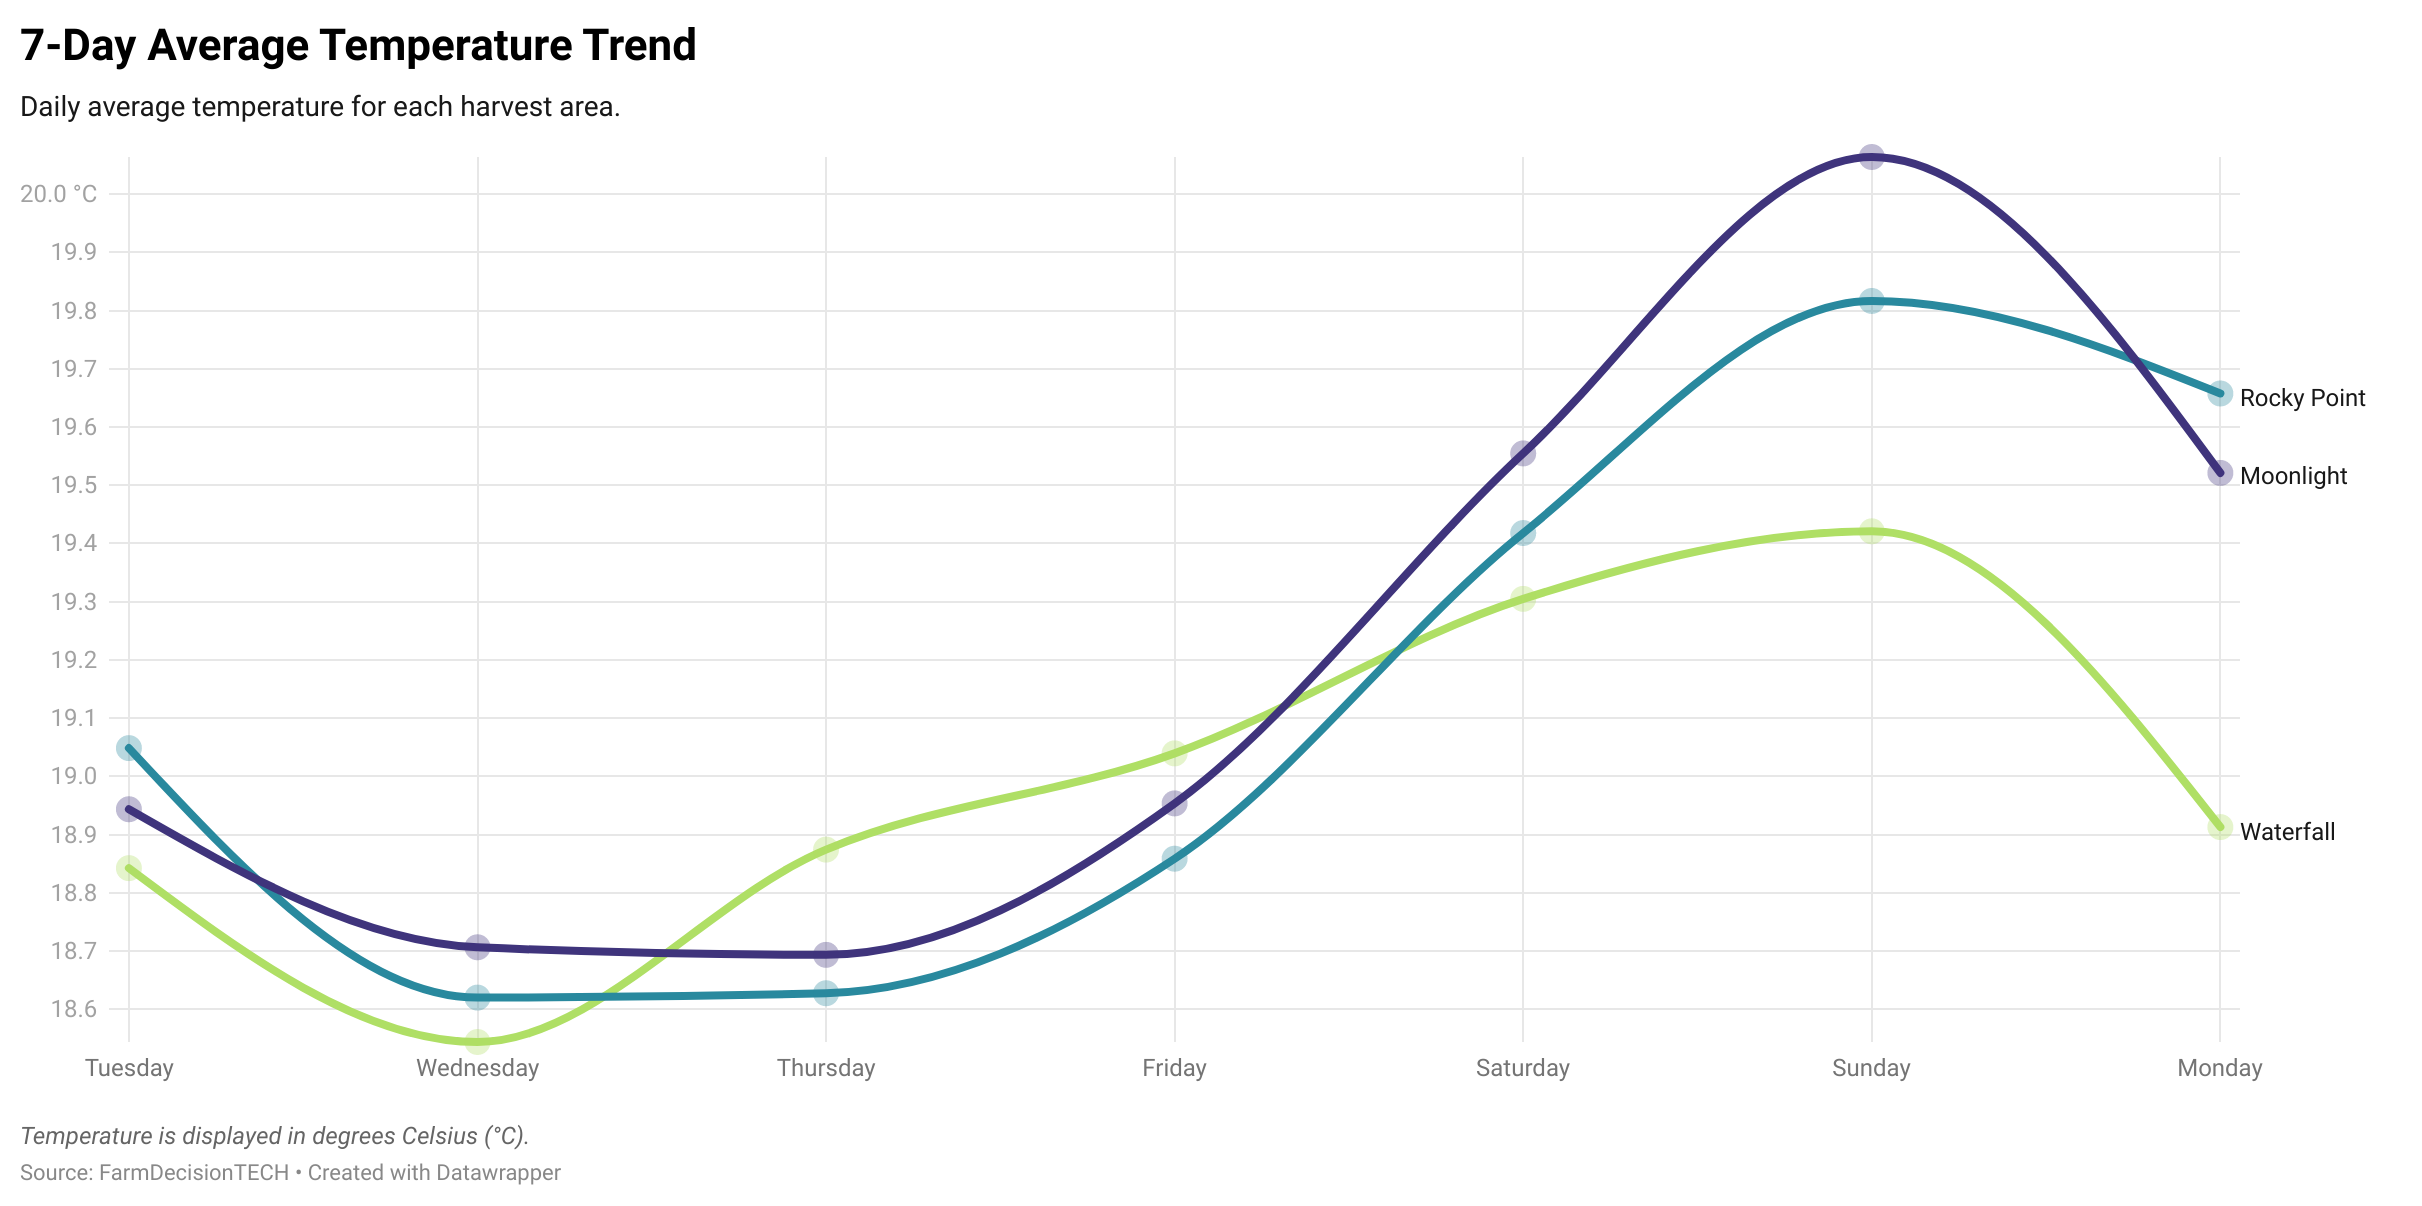 7-Day Average Temperature Trend
Daily average temperature for each harvest area.
20.0 °C
19.9
19.8
19.7
19.6
19.5
19.4
19.3
19.2
19.1
19.0
18.9
18.8
18.7
18.6
Rocky Point
Moonlight
Waterfall
Tuesday Wednesday Thursday Friday Saturday Sunday Monday
Temperature is displayed in degrees Celsius (°C).
Source: FarmDecisionTECH • Created with Datawrapper